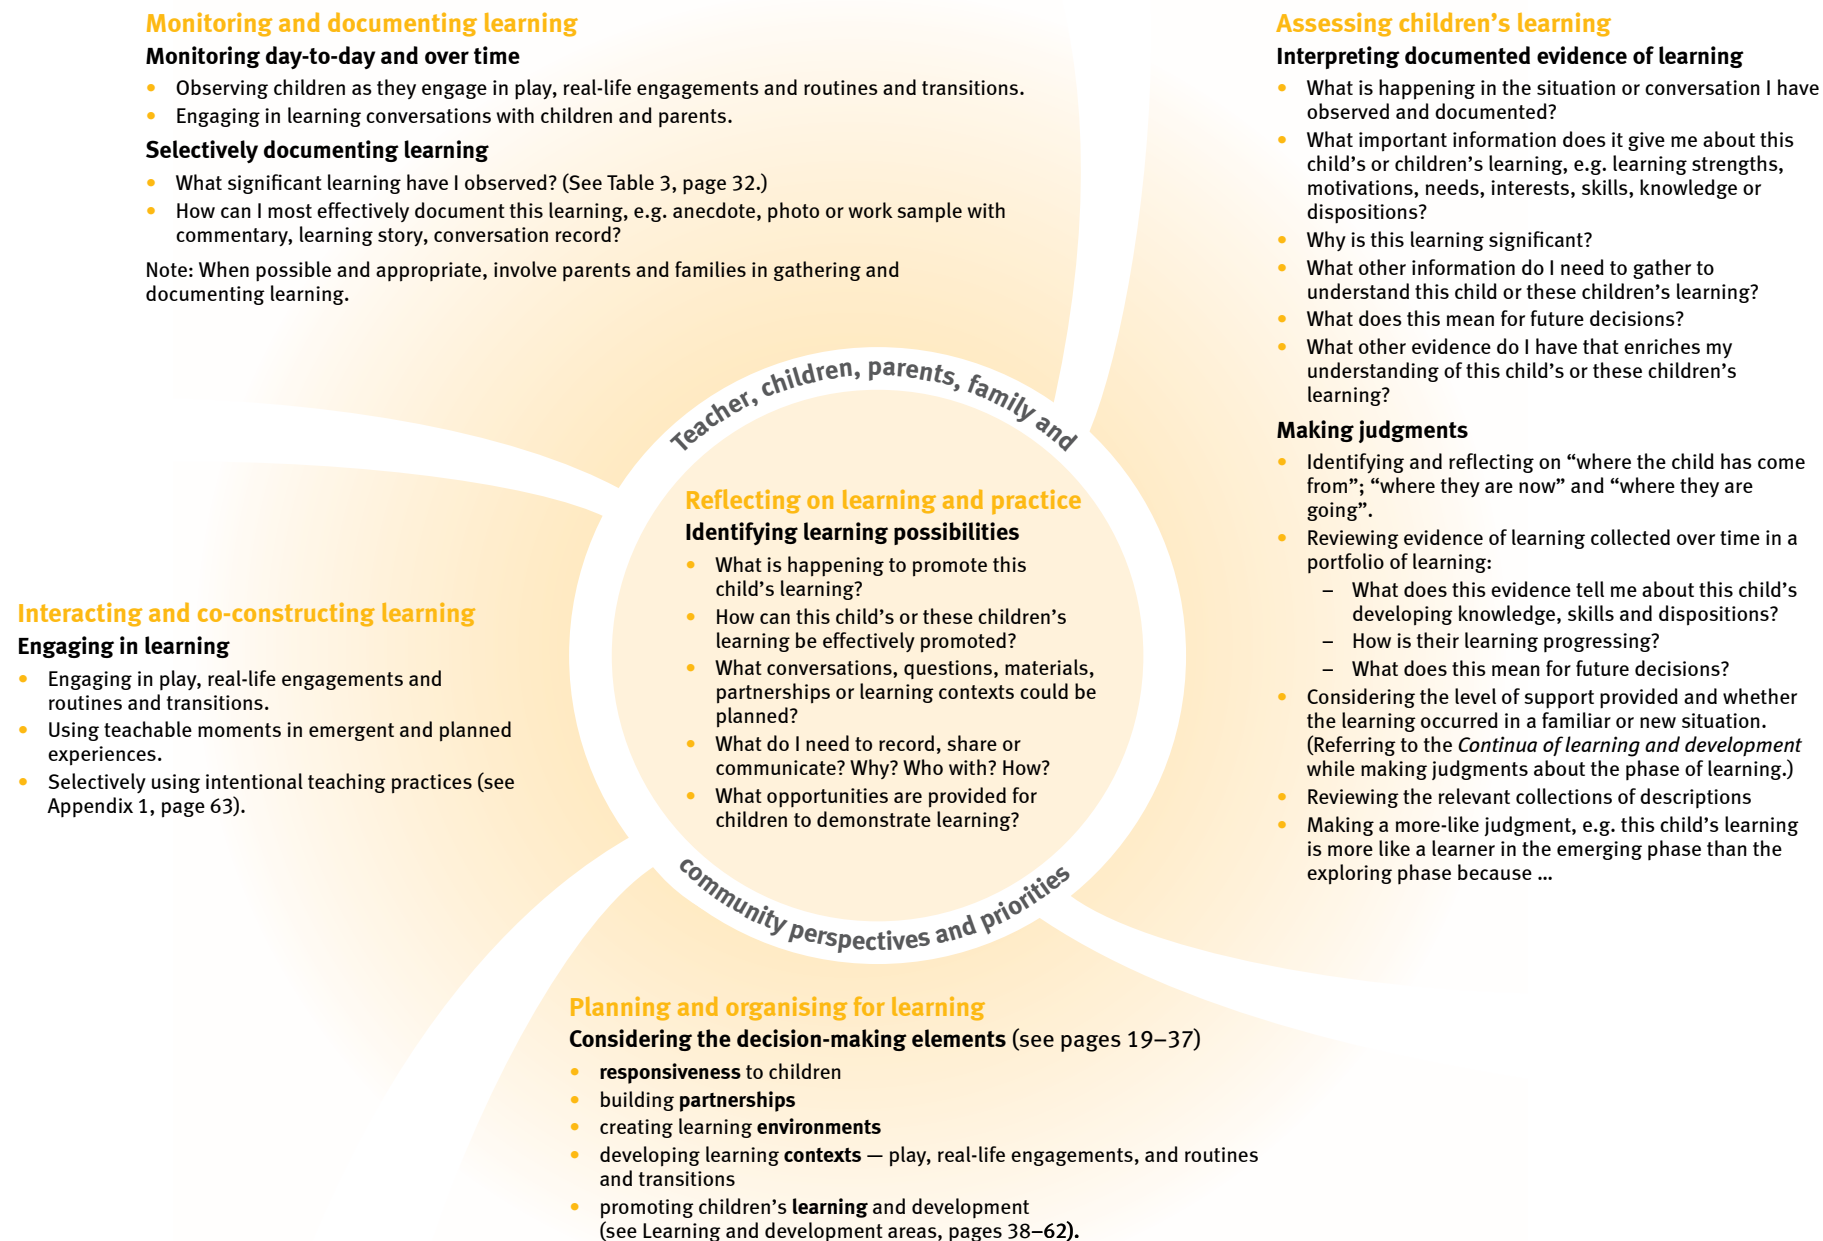 Monitoring and documenting learning
Monitoring day-to-day and over time
• Observing children as they engage in play, real-life engagements and routines and transitions.
• Engaging in learning conversations with children and parents.
Selectively documenting learning
• What significant learning have I observed? (See Table 3, page 32.)
• How can I most effectively document this learning, e.g. anecdote, photo or work sample with
commentary, learning story, conversation record?
Note: When possible and appropriate, involve parents and families in gathering and
documenting learning.
Assessing children’s learning
Interpreting documented evidence of learning
• What is happening in the situation or conversation I have
observed and documented?
• What important information does it give me about this
child’s or children’s learning, e.g. learning strengths,
motivations, needs, interests, skills, knowledge or
dispositions?
• Why is this learning significant?
• What other information do I need to gather to
understand this child or these children’s learning?
• What does this mean for future decisions?
• What other evidence do I have that enriches my
understanding of this child’s or these children’s
learning?
Making judgments
• Identifying and reflecting on “where the child has come
from”; “where they are now” and “where they are
going”.
• Reviewing evidence of learning collected over time in a
portfolio of learning:
– What does this evidence tell me about this child’s
developing knowledge, skills and dispositions?
– How is their learning progressing?
– What does this mean for future decisions?
• Considering the level of support provided and whether
the learning occurred in a familiar or new situation.
(Referring to the Continua of learning and development
while making judgments about the phase of learning.)
• Reviewing the relevant collections of descriptions
• Making a more-like judgment, e.g. this child’s learning
is more like a learner in the emerging phase than the
exploring phase because ...
Teacher, children, parents, family and
community perspectives and priorities
Reflecting on learning and practice
Identifying learning possibilities
• What is happening to promote this
child’s learning?
• How can this child’s or these children’s
learning be effectively promoted?
• What conversations, questions, materials,
partnerships or learning contexts could be
planned?
• What do I need to record, share or
communicate? Why? Who with? How?
• What opportunities are provided for
children to demonstrate learning?
Interacting and co-constructing learning
Engaging in learning
• Engaging in play, real-life engagements and
routines and transitions.
• Using teachable moments in emergent and planned
experiences.
• Selectively using intentional teaching practices (see
Appendix 1, page 63).
Planning and organising for learning
Considering the decision-making elements (see pages 19–37)
• responsiveness to children
• building partnerships
• creating learning environments
• developing learning contexts — play, real-life engagements, and routines
and transitions
• promoting children’s learning and development
(see Learning and development areas, pages 38–62).